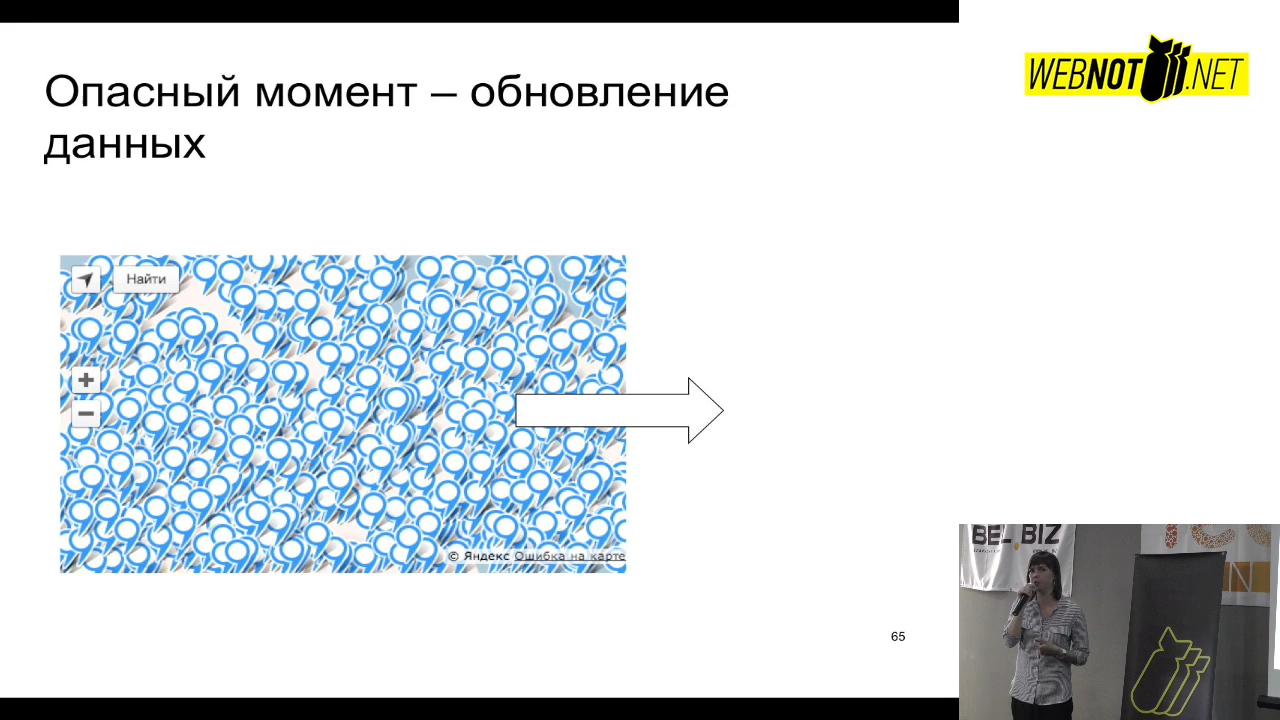 Опасный момент – обновление
данных
WEBNOT.NET
Найти
© Яндекс Ошибка на карте
65
BEL.BIZ